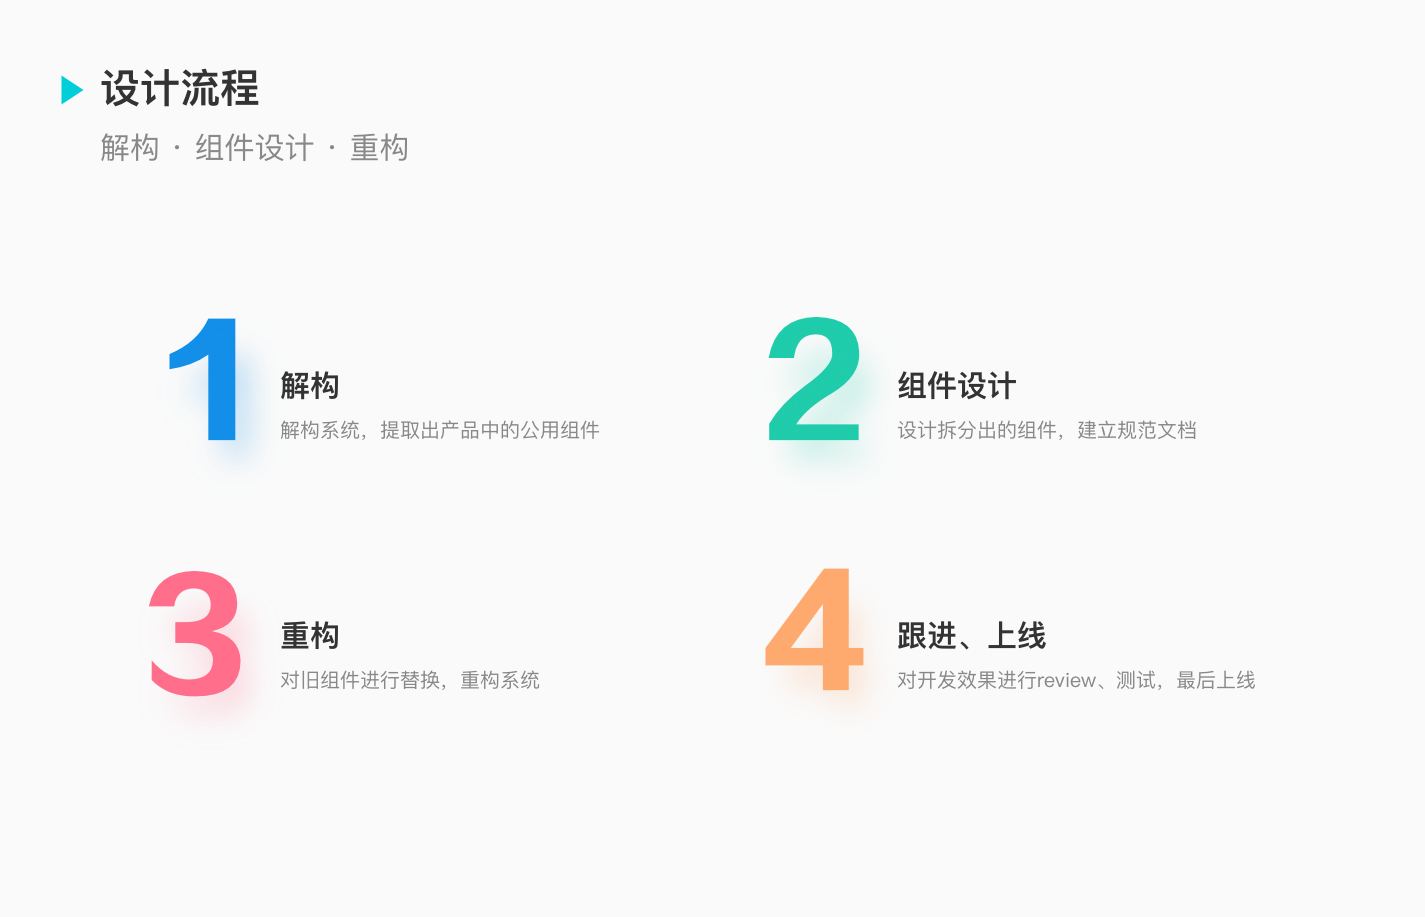 设计流程
解构 · 组件设计 · 重构
1
解构
解构系统，提取出产品中的公用组件
2
组件设计
设计拆分出的组件，建立规范文档
3
重构
对旧组件进行替换，重构系统
4
跟进、上线
对开发效果进行review、测试，最后上线